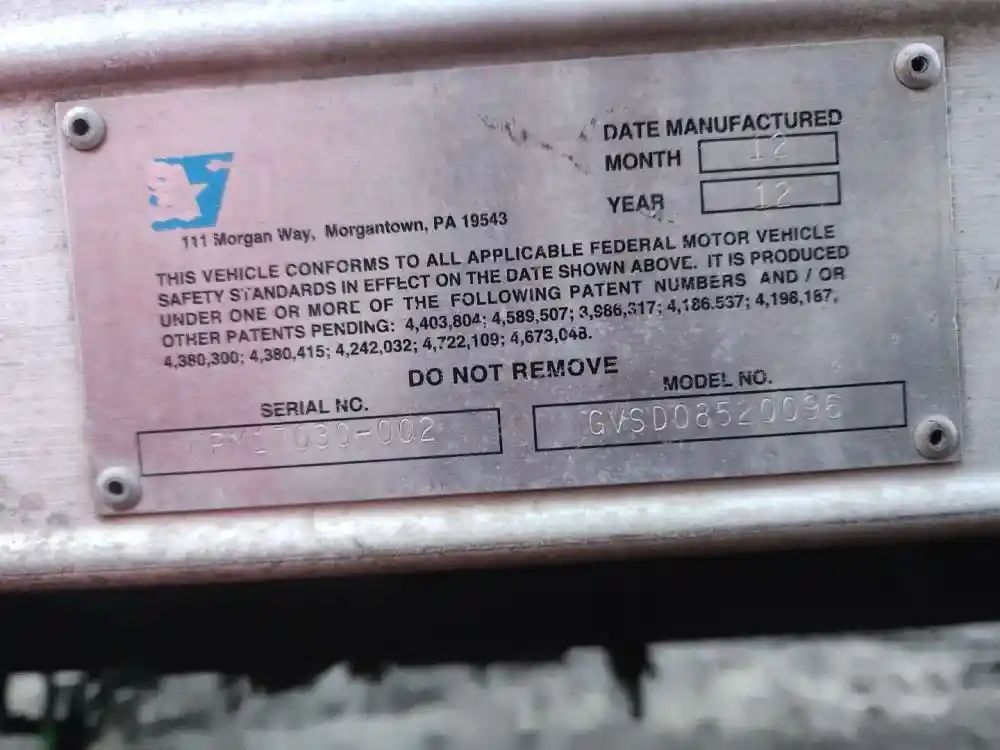 DATE MANUFACTURED
MONTH 12
YEAR 12
111 Morgan Way, Morgantown, PA 19543
THIS VEHICLE CONFORMS TO ALL APPLICABLE FEDERAL MOTOR VEHICLE
SAFETY STANDARDS IN EFFECT ON THE DATE SHOWN ABOVE. IT IS PRODUCED
UNDER ONE OR MORE OF THE FOLLOWING PATENT NUMBERS AND / OR
OTHER PATENTS PENDING: 4,403,804; 4,589,507; 3,986,317; 4,186.537; 4,198,187,
4,380,300; 4,380,415; 4,242,032; 4,722,109; 4,673,048.
DO NOT REMOVE
SERIAL NO.
MODEL NO.
GVSD08520096